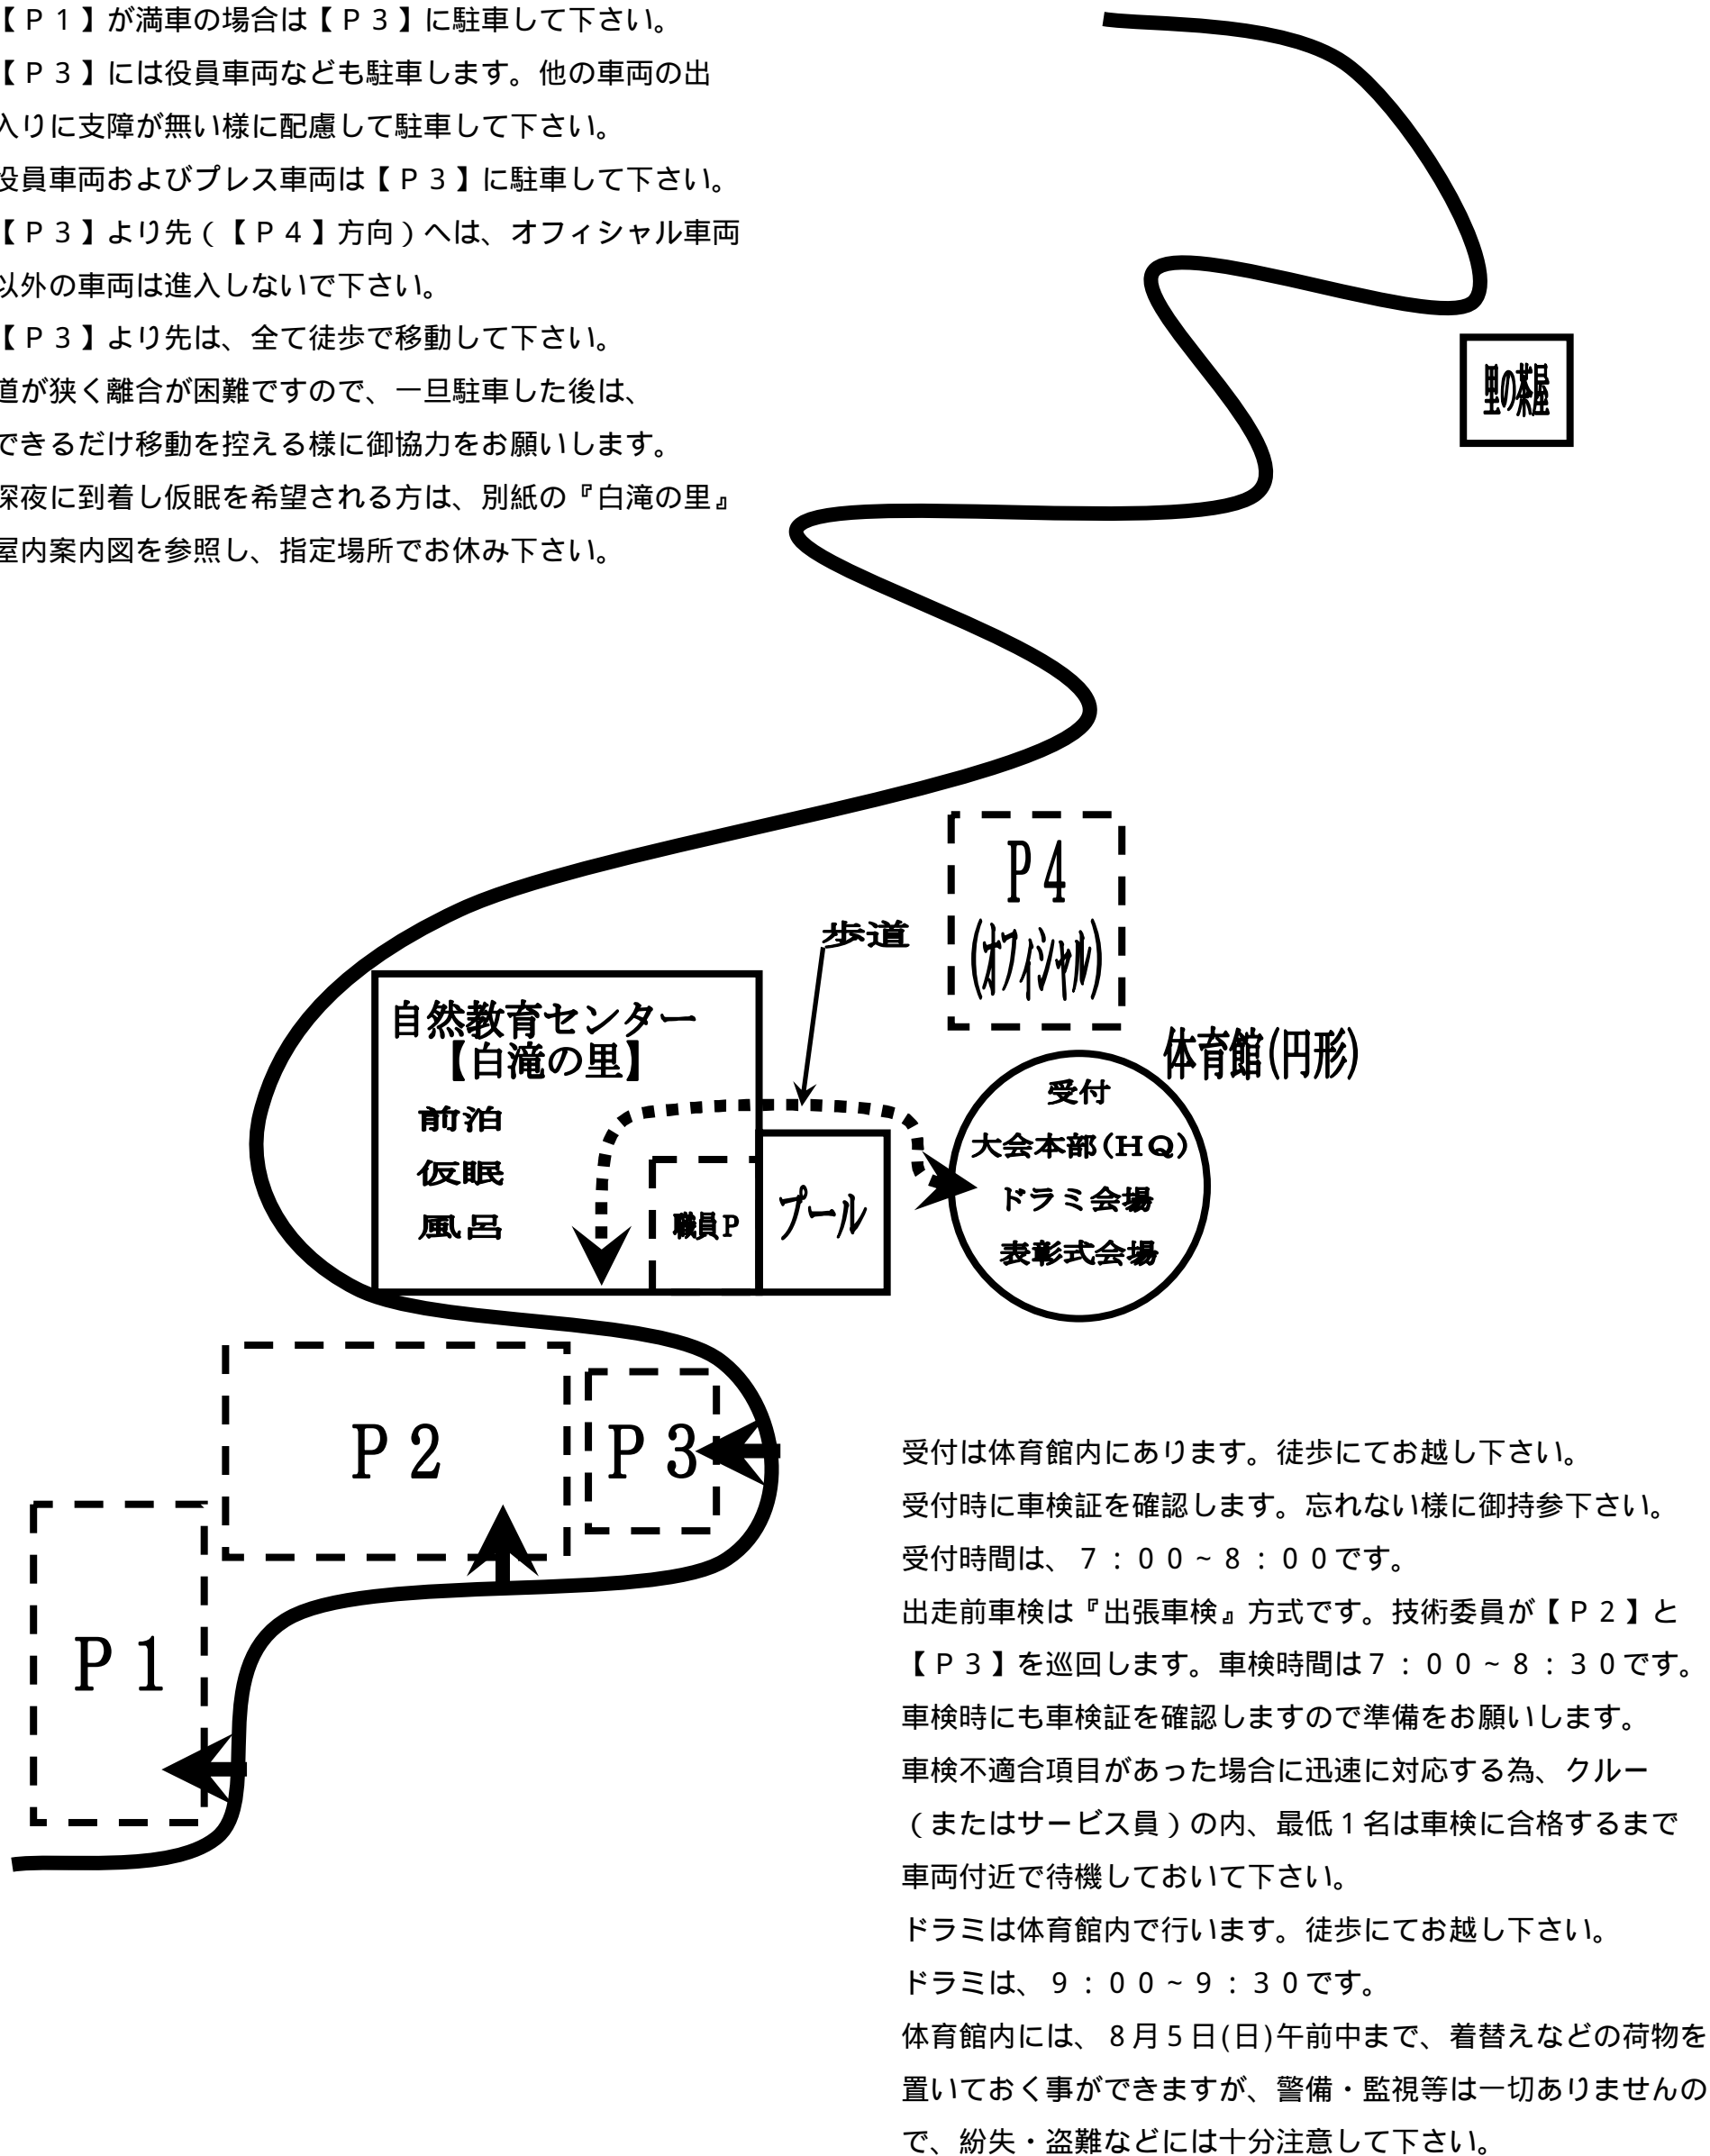 【Ｐ１】が満車の場合は【Ｐ３】に駐車して下さい。
【Ｐ３】には役員車両なども駐車します。他の車両の出
入りに支障が無い様に配慮して駐車して下さい。
役員車両およびプレス車両は【Ｐ３】に駐車して下さい。
【Ｐ３】より先（【Ｐ４】方向）へは、オフィシャル車両
以外の車両は進入しないで下さい。
【Ｐ３】より先は、全て徒歩で移動して下さい。
道が狭く離合が困難ですので、一旦駐車した後は、
できるだけ移動を控える様に御協力をお願いします。
深夜に到着し仮眠を希望される方は、別紙の『白滝の里』
屋内案内図を参照し、指定場所でお休み下さい。
里の茶屋
Ｐ４
(オフィシャル)
歩道
自然教育センター
【白滝の里】
前泊
仮眠
風呂
職員Ｐ
プール
体育館(円形)
受付
大会本部(ＨＱ)
ドラミ会場
表彰式会場
Ｐ２
Ｐ３
Ｐ１
受付は体育館内にあります。徒歩にてお越し下さい。
受付時に車検証を確認します。忘れない様に御持参下さい。
受付時間は、７：００~８：００です。
出走前車検は『出張車検』方式です。技術委員が【Ｐ２】と
【Ｐ３】を巡回します。車検時間は７：００~８：３０です。
車検時にも車検証を確認しますので準備をお願いします。
車検不適合項目があった場合に迅速に対応する為、クルー
（またはサービス員）の内、最低１名は車検に合格するまで
車両付近で待機しておいて下さい。
ドラミは体育館内で行います。徒歩にてお越し下さい。
ドラミは、９：００~９：３０です。
体育館内には、８月５日(日)午前中まで、着替えなどの荷物を
置いておく事ができますが、警備・監視等は一切ありませんの
で、紛失・盗難などには十分注意して下さい。